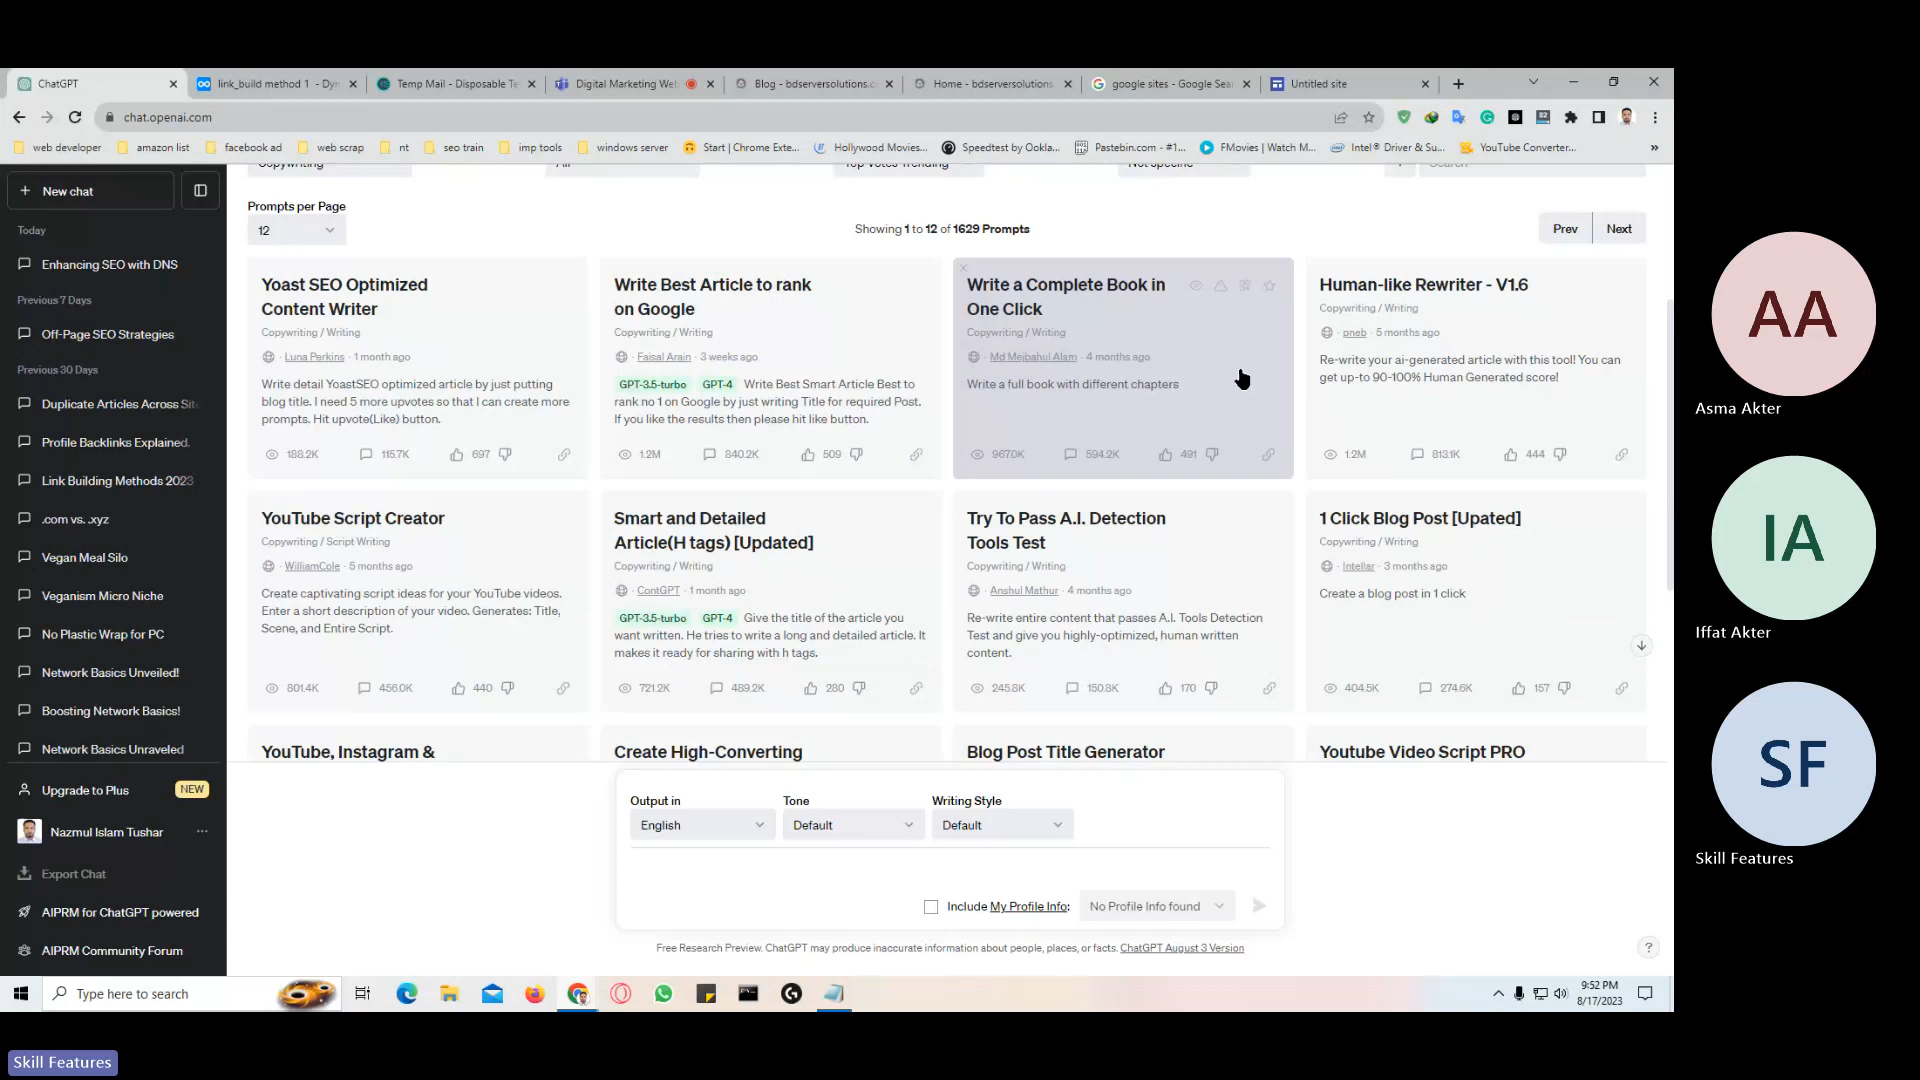 ChatGPT
link_build method 1 - Dyn
Temp Mail - Disposable Te
Digital Marketing Web
Blog - bdserversolutions.c
Home - bdserversolutions.
google sites - Google Sea
Untitled site
chat.openai.com
web developer
amazon list
facebook ad
web scrap
nt
seo train
imp tools
windows server
Start | Chrome Exte...
Hollywood Movies...
Speedtest by Ookla...
Pastebin.com - #1...
FMovies | Watch M...
Intel® Driver & Su...
YouTube Converter...
»
New chat
Today
Enhancing SEO with DNS
Previous 7 Days
Off-Page SEO Strategies
Previous 30 Days
Duplicate Articles Across Site
Profile Backlinks Explained.
Link Building Methods 2023
.com vs. .xyz
Vegan Meal Silo
Veganism Micro Niche
No Plastic Wrap for PC
Network Basics Unveiled!
Boosting Network Basics!
Network Basics Unraveled
Upgrade to Plus
NEW
Nazmul Islam Tushar
Export Chat
AIPRM for ChatGPT powered
AIPRM Community Forum
Copywriting
All
Top Votes Trending
Not specific
Search
Prompts per Page
12
Showing 1 to 12 of 1629 Prompts
Prev
Next
Yoast SEO Optimized
Content Writer
Copywriting / Writing
· Luna Perkins · 1 month ago
Write detail YoastSEO optimized article by just putting
blog title. I need 5 more upvotes so that I can create more
prompts. Hit upvote(Like) button.
188.2K
115.7K
697
Write Best Article to rank
on Google
Copywriting / Writing
· Faisal Arain · 3 weeks ago
GPT-3.5-turbo GPT-4 Write Best Smart Article Best to
rank no 1 on Google by just writing Title for required Post.
If you like the results then please hit like button.
1.2M
840.2K
509
Write a Complete Book in
One Click
Copywriting / Writing
· Md Mejbahul Alam · 4 months ago
Write a full book with different chapters
967.0K
594.2K
491
Human-like Rewriter - V1.6
Copywriting / Writing
· pneb · 5 months ago
Re-write your ai-generated article with this tool! You can
get up-to 90-100% Human Generated score!
1.2M
813.1K
444
YouTube Script Creator
Copywriting / Script Writing
· WilliamCole · 5 months ago
Create captivating script ideas for your YouTube videos.
Enter a short description of your video. Generates: Title,
Scene, and Entire Script.
801.4K
456.0K
440
Smart and Detailed
Article(H tags) [Updated]
Copywriting / Writing
· ContGPT · 1 month ago
GPT-3.5-turbo GPT-4 Give the title of the article you
want written. He tries to write a long and detailed article. It
makes it ready for sharing with h tags.
721.2K
489.2K
280
Try To Pass A.I. Detection
Tools Test
Copywriting / Writing
· Anshul Mathur · 4 months ago
Re-write entire content that passes A.I. Tools Detection
Test and give you highly-optimized, human written
content.
245.8K
150.8K
170
1 Click Blog Post [Upated]
Copywriting / Writing
· Intellar · 3 months ago
Create a blog post in 1 click
404.5K
274.6K
157
YouTube, Instagram &
Create High-Converting
Blog Post Title Generator
Youtube Video Script PRO
Output in
English
Tone
Default
Writing Style
Default
Include My Profile Info:
No Profile Info found
Free Research Preview. ChatGPT may produce inaccurate information about people, places, or facts. ChatGPT August 3 Version
?
Type here to search
9:52 PM
8/17/2023
AA
Asma Akter
IA
Iffat Akter
SF
Skill Features
Skill Features